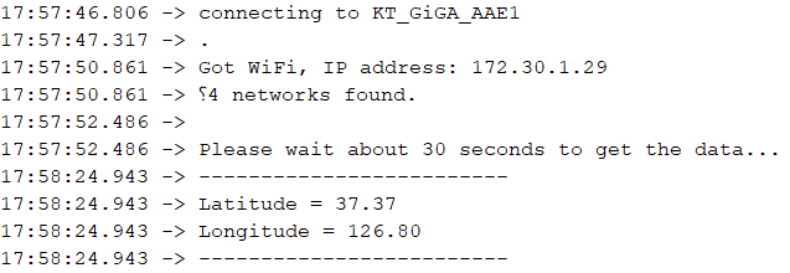 17:57:46.806 -> connecting to KT_GiGA_AAE1
17:57:47.317 -> .
17:57:50.861 -> Got WiFi, IP address: 172.30.1.29
17:57:50.861 -> ⸮4 networks found.
17:57:52.486 ->
17:57:52.486 -> Please wait about 30 seconds to get the data...
17:58:24.943 -> -------------------------
17:58:24.943 -> Latitude = 37.37
17:58:24.943 -> Longitude = 126.80
17:58:24.943 -> -------------------------